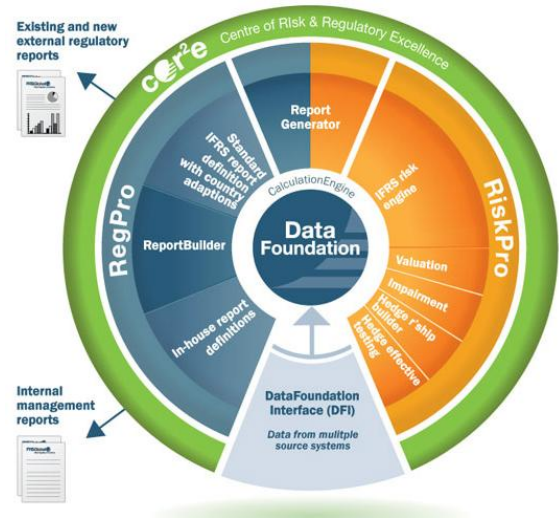 Existing and new
external regulatory
reports
cor²e
Centre of Risk & Regulatory Excellence
RegPro
Standard
IFRS report
definition
with country
adaptions
ReportBuilder
In-house report
definitions
Report
Generator
CalculationEngine
Data
Foundation
IFRS risk
engine
Valuation
Impairment
Hedge r'ship
builder
Hedge effective
testing
RiskPro
Internal
management
reports
DataFoundation
Interface (DFI)
Data from mulitple
source systems